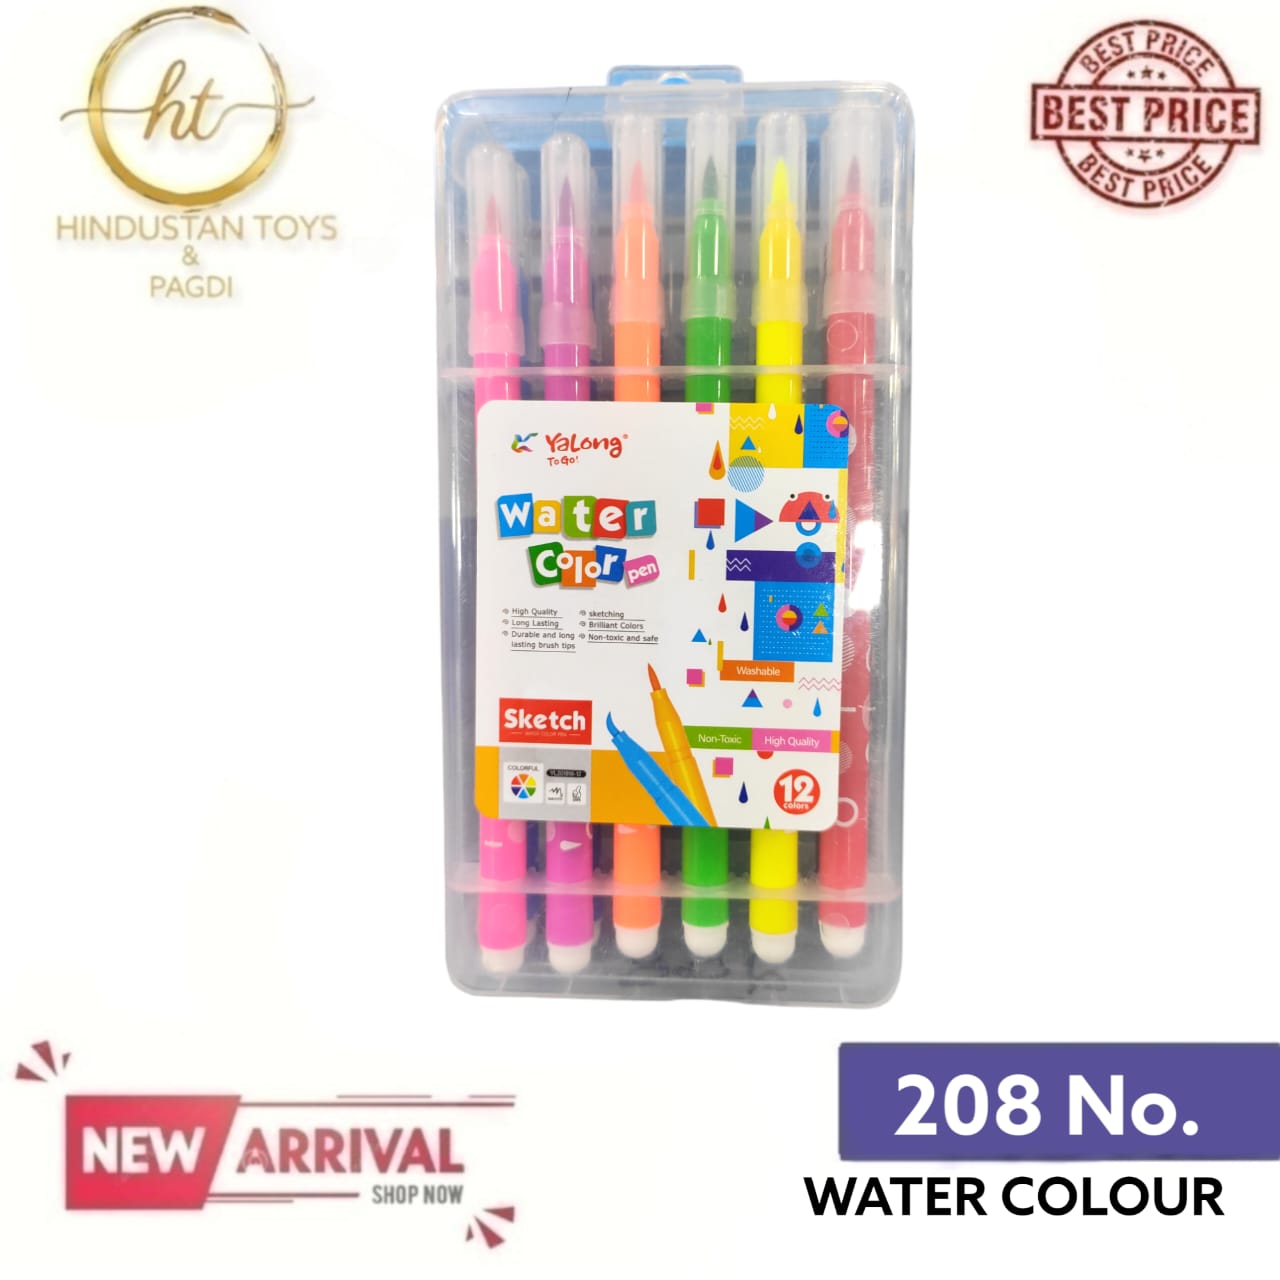 ht
HINDUSTAN TOYS
&
PAGDI
BEST PRICE
BEST PRICE
BEST PRICE
YaLong®
ToGo!
Water
Color pen
High Quality
Long Lasting
Durable and long
lasting brush tips
sketching
Brilliant Colors
Non-toxic and safe
Washable
Sketch
Non-Toxic
High Quality
COLORFUL
12
colors
NEW ARRIVAL
SHOP NOW
208 No.
WATER COLOUR